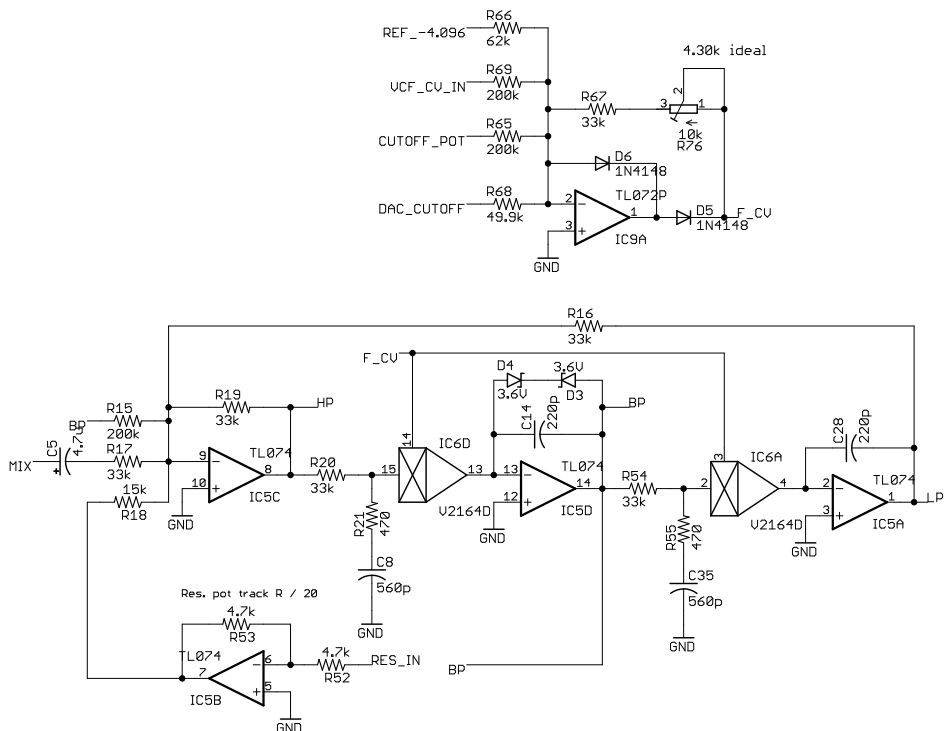 R66
REF_-4.096
62k
4.30k ideal
R69
VCF_CV_IN
200k
R67
33k
3
2
1
10k
R76
R65
CUTOFF_POT
200k
D6
1N4148
R68
DAC_CUTOFF
49.9k
TL072P
2
3
1
IC9A
D5
1N4148
F_CV
GND
R16
33k
F_CV
D4
3.6V
3.6V
D3
R19
33k
HP
BP
R15
200k
C5
4.7u
MIX
R17
33k
15k
R18
9
10
8
TL074
IC5C
GND
R20
33k
R21
470
C8
560p
GND
14
15
13
IC6D
V2164D
C14
220p
BP
13
12
14
TL074
IC5D
GND
R54
33k
R55
470
C35
560p
GND
3
2
4
IC6A
V2164D
C28
220p
2
3
1
TL074
IC5A
LP
GND
Res. pot track R / 20
4.7k
R53
TL074
7
6
5
IC5B
4.7k
R52
RES_IN
GND
BP